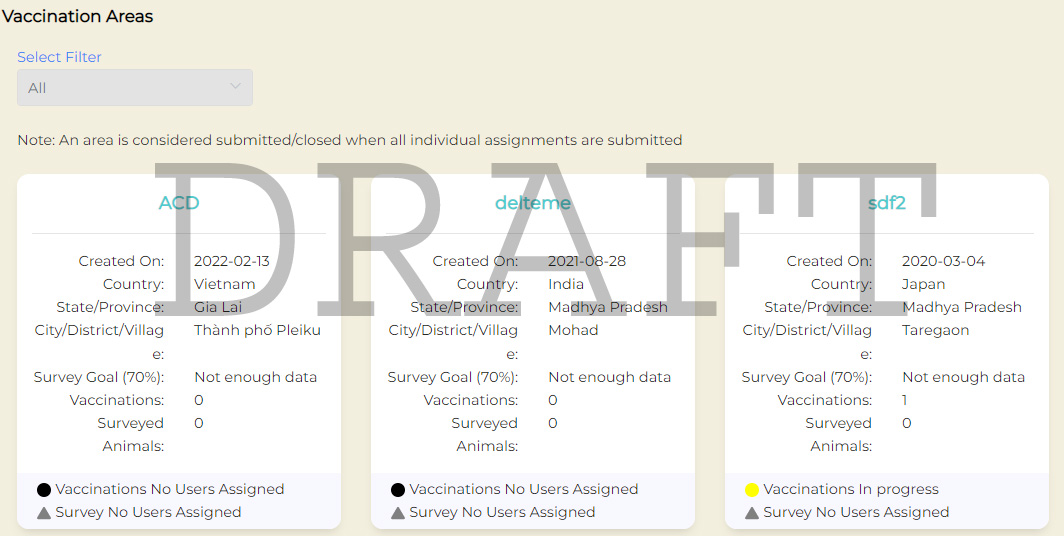 Vaccination Areas
Select Filter
All
Note: An area is considered submitted/closed when all individual assignments are submitted
DRAFT
ACD
Created On: 2022-02-13
Country: Vietnam
State/Province: Gia Lai
City/District/Villag Thành phố Pleiku
e:
Survey Goal (70%): Not enough data
Vaccinations: 0
Surveyed 0
Animals:
Vaccinations No Users Assigned
Survey No Users Assigned
delteme
Created On: 2021-08-28
Country: India
State/Province: Madhya Pradesh
City/District/Villag Mohad
e:
Survey Goal (70%): Not enough data
Vaccinations: 0
Surveyed 0
Animals:
Vaccinations No Users Assigned
Survey No Users Assigned
sdf2
Created On: 2020-03-04
Country: Japan
State/Province: Madhya Pradesh
City/District/Villag Taregaon
e:
Survey Goal (70%): Not enough data
Vaccinations: 1
Surveyed 0
Animals:
Vaccinations In progress
Survey No Users Assigned